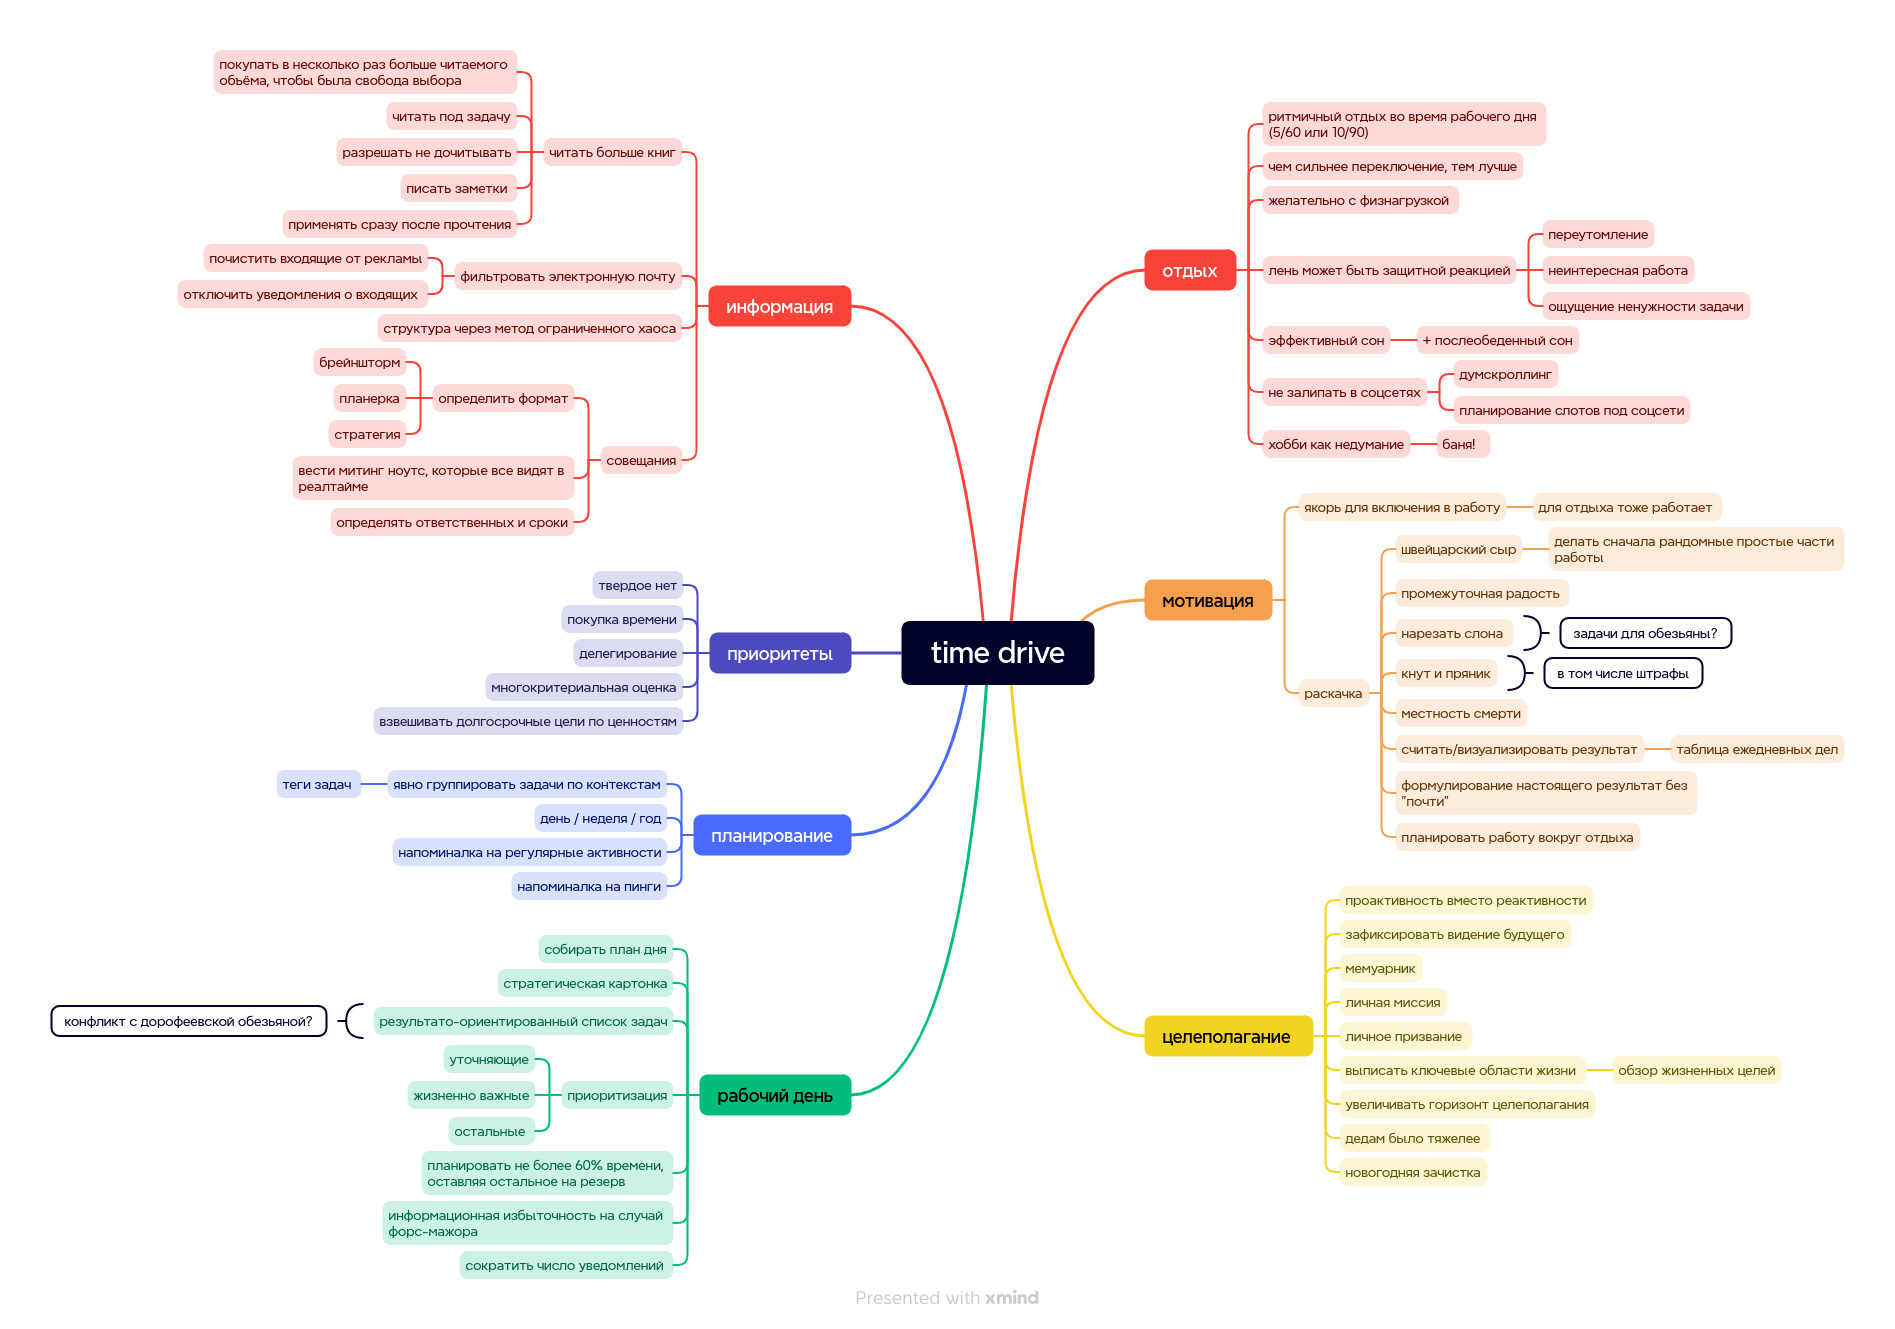 time drive
отдых
ритмичный отдых во время рабочего дня
(5/60 или 10/90)
чем сильнее переключение, тем лучше
желательно с физнагрузкой
лень может быть защитной реакцией
переутомление
неинтересная работа
ощущение ненужности задачи
эффективный сон
+ послеобеденный сон
не залипать в соцсетях
думскроллинг
планирование слотов под соцсети
хобби как недумание
баня!
мотивация
якорь для включения в работу
для отдыха тоже работает
раскачка
швейцарский сыр
делать сначала рандомные простые части
работы
промежуточная радость
нарезать слона
задачи для обезьяны?
кнут и пряник
в том числе штрафы
местность смерти
считать/визуализировать результат
таблица ежедневных дел
формулирование настоящего результат без
"почти"
планировать работу вокруг отдыха
целеполагание
проактивность вместо реактивности
зафиксировать видение будущего
мемуарник
личная миссия
личное призвание
выписать ключевые области жизни
обзор жизненных целей
увеличивать горизонт целеполагания
дедам было тяжелее
новогодняя зачистка
информация
читать больше книг
покупать в несколько раз больше читаемого
объёма, чтобы была свобода выбора
читать под задачу
разрешать не дочитывать
писать заметки
применять сразу после прочтения
фильтровать электронную почту
почистить входящие от рекламы
отключить уведомления о входящих
структура через метод ограниченного хаоса
совещания
определить формат
брейншторм
планерка
стратегия
вести митинг ноутс, которые все видят в
реалтайме
определять ответственных и сроки
приоритеты
твердое нет
покупка времени
делегирование
многокритериальная оценка
взвешивать долгосрочные цели по ценностям
планирование
явно группировать задачи по контекстам
теги задач
день / неделя / год
напоминалка на регулярные активности
напоминалка на пинги
рабочий день
собирать план дня
стратегическая картонка
результато-ориентированный список задач
конфликт с дорофеевской обезьяной?
приоритизация
уточняющие
жизненно важные
остальные
планировать не более 60% времени,
оставляя остальное на резерв
информационная избыточность на случай
форс-мажора
сократить число уведомлений
Presented with xmind